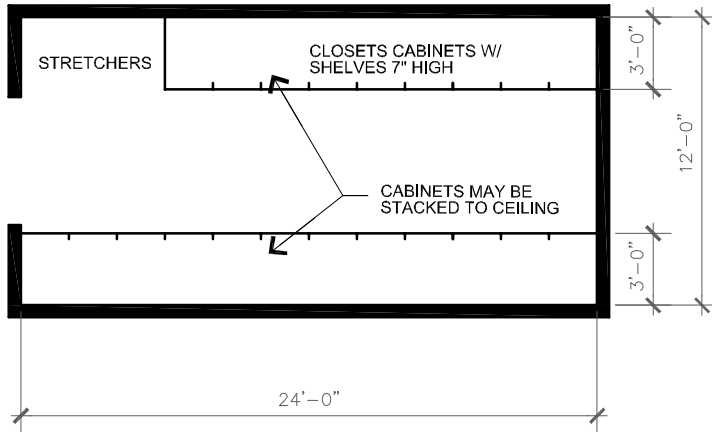 STRETCHERS
CLOSETS CABINETS W/
SHELVES 7" HIGH
3'-0"
12'-0"
CABINETS MAY BE
STACKED TO CEILING
3'-0"
24'-0"